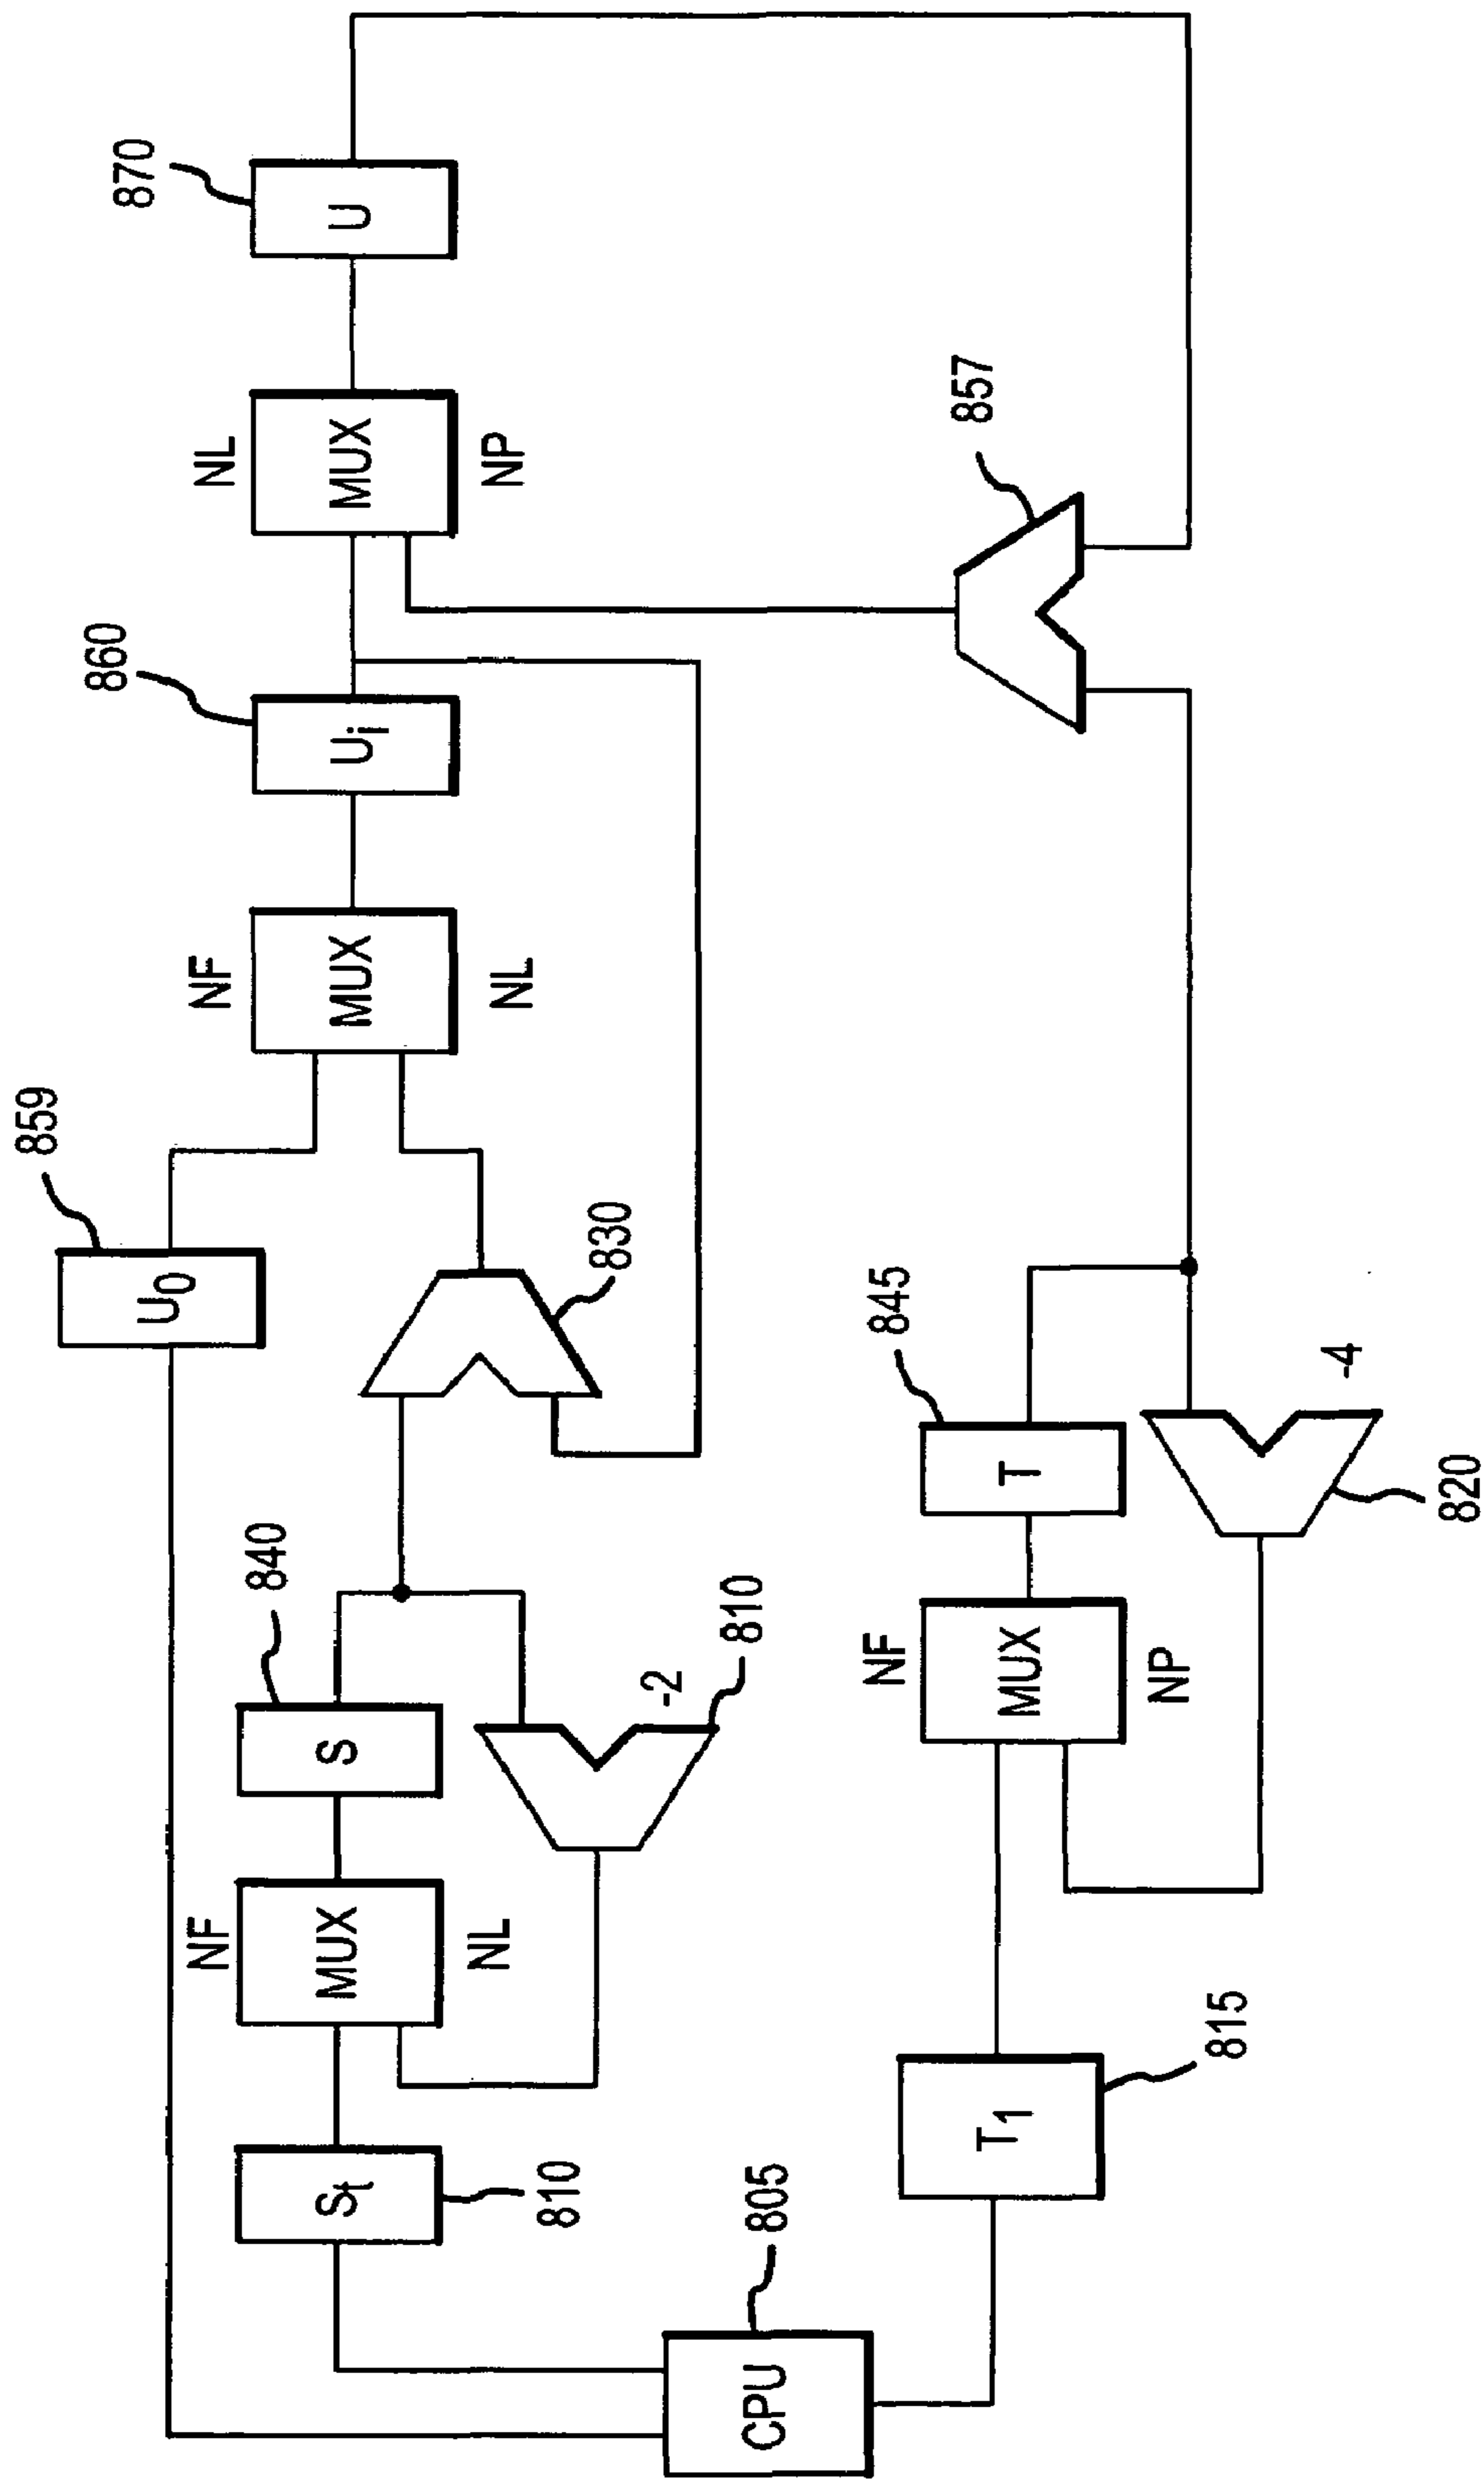 859
U0
860
870
NF
NL
MUX
Ui
MUX
U
NL
NP
840
NF
St
MUX
S
NL
-2
810
810
830
857
805
CPU
845
NF
T1
MUX
T
NP
815
-4
820